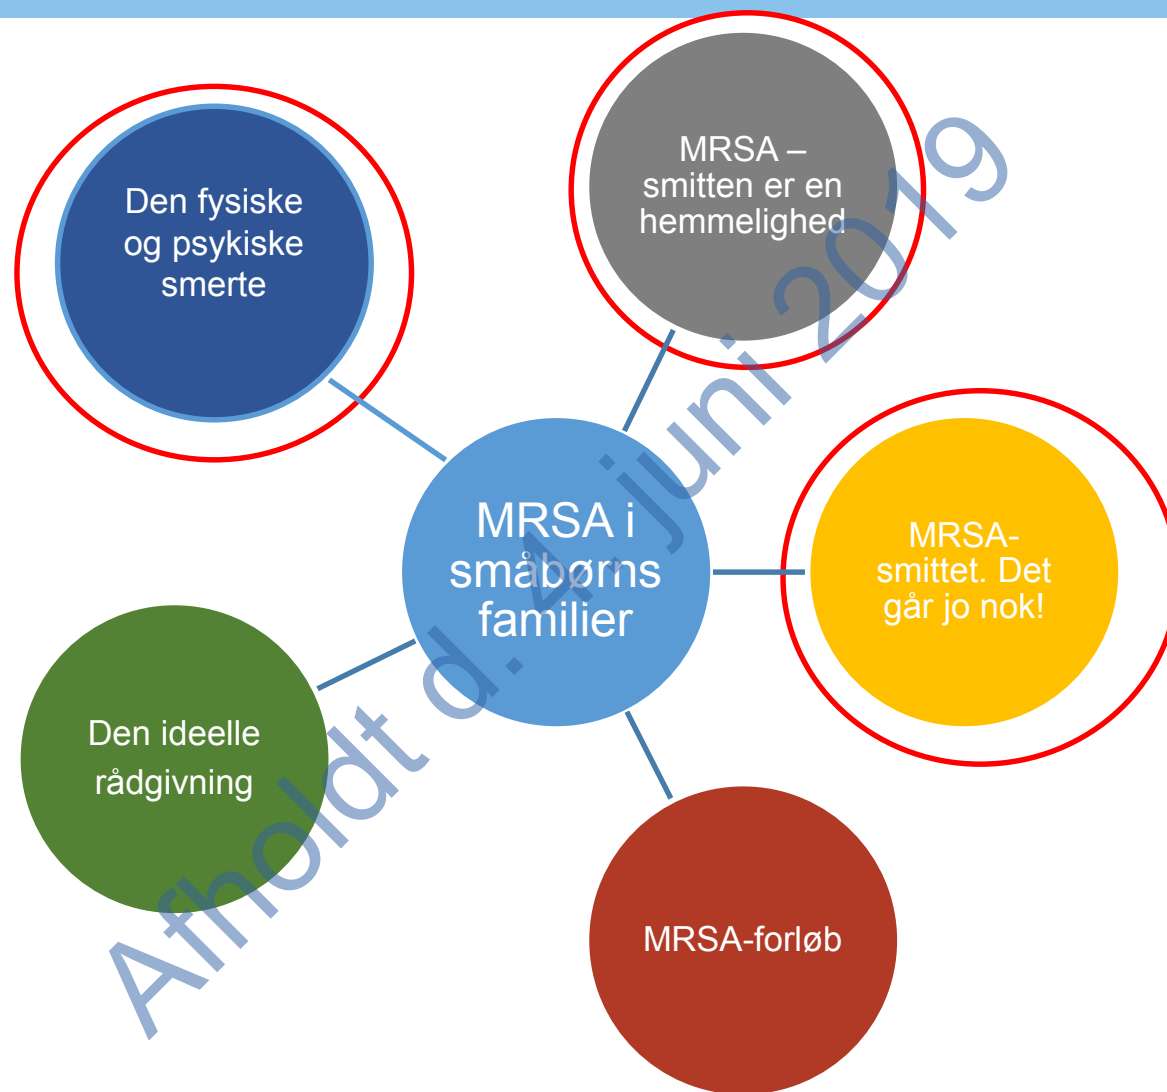 MRSA –
smitten er en
hemmelighed
Den fysiske
og psykiske
smerte
MRSA i
småbørns
familier
MRSA-
smittet. Det
går jo nok!
Den ideelle
rådgivning
MRSA-forløb
Afholdt d. 4. juni 2019